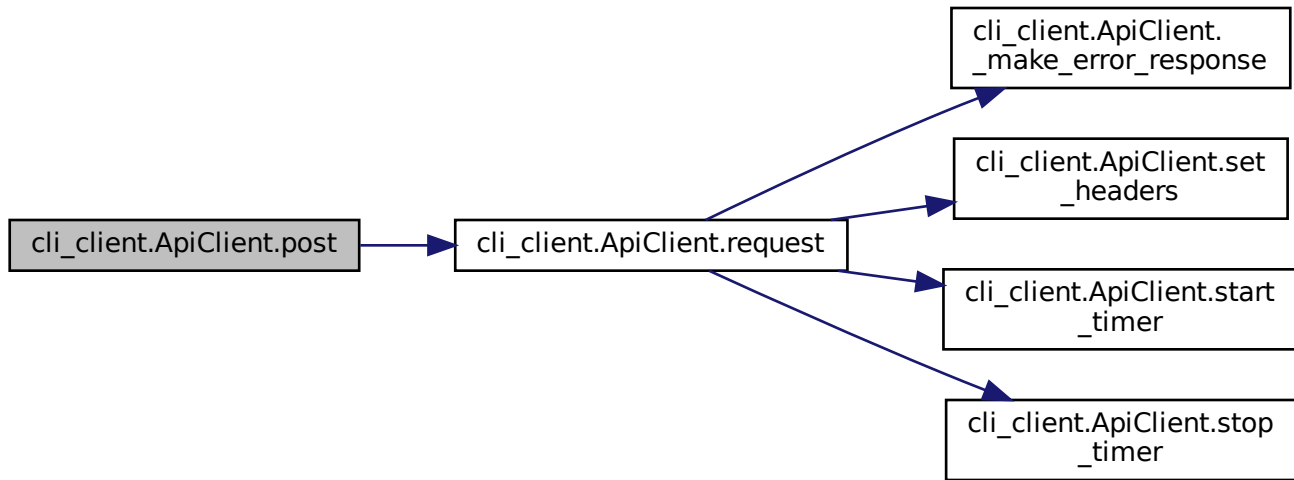 cli_client.ApiClient.post
cli_client.ApiClient.request
cli_client.ApiClient.
_make_error_response
cli_client.ApiClient.set
_headers
cli_client.ApiClient.start
_timer
cli_client.ApiClient.stop
_timer